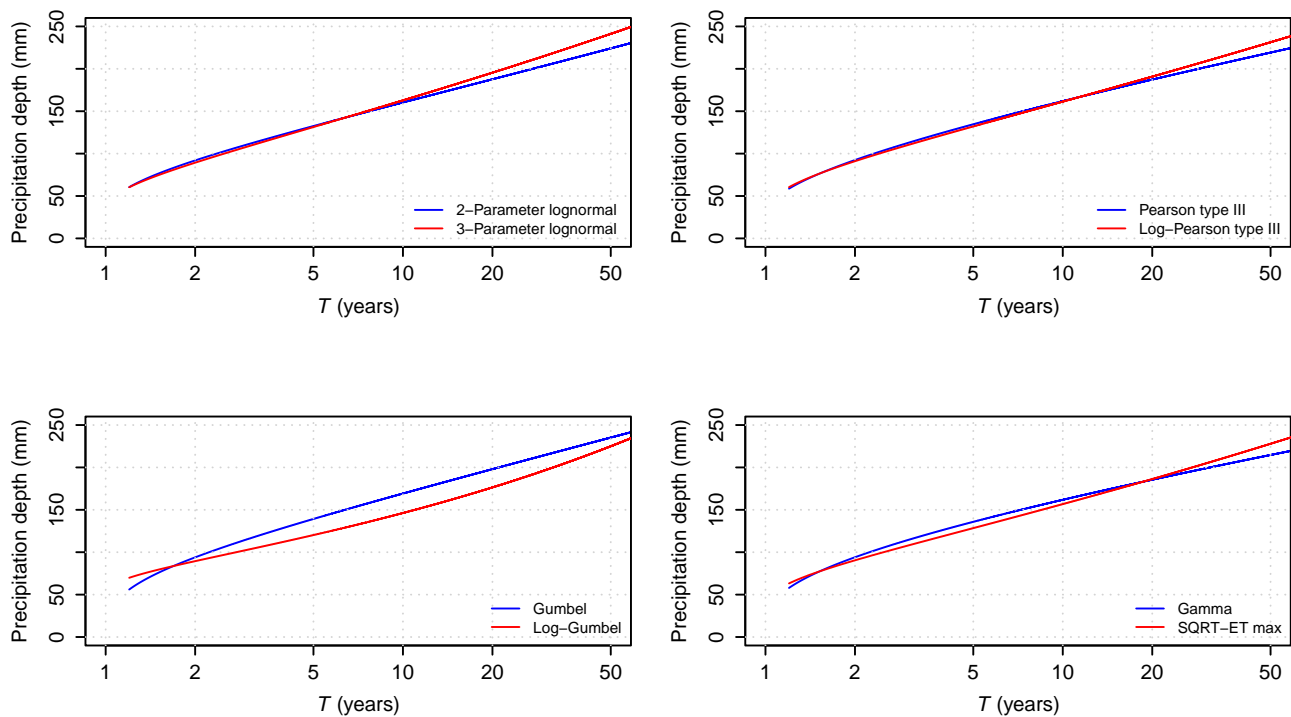 Precipitation depth (mm)
250
150
50
0
2−Parameter lognormal
3−Parameter lognormal
1 2 5 10 20 50
T (years)
Precipitation depth (mm)
250
150
50
0
Pearson type III
Log−Pearson type III
1 2 5 10 20 50
T (years)
Precipitation depth (mm)
250
150
50
0
Gumbel
Log−Gumbel
1 2 5 10 20 50
T (years)
Precipitation depth (mm)
250
150
50
0
Gamma
SQRT−ET max
1 2 5 10 20 50
T (years)